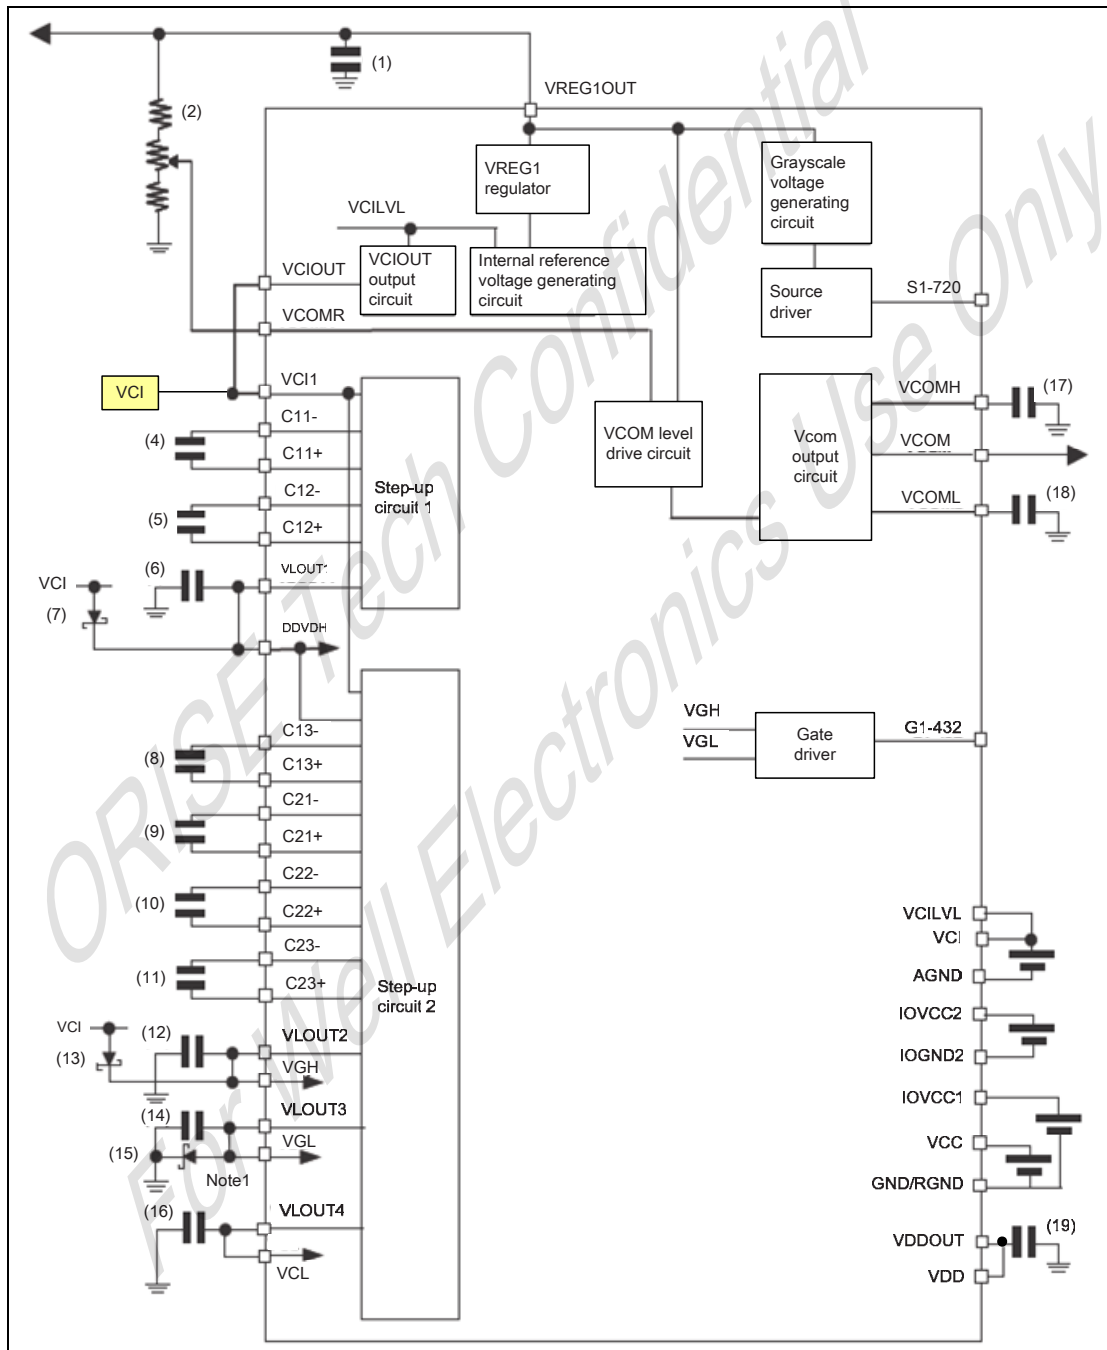 (1)
VREG1OUT
(2)
VREG1
regulator
Grayscale
voltage
generating
circuit
VCILVL
VCIOUT
VCIOUT
output
circuit
Internal reference
voltage generating
circuit
Source
driver
S1-720
VCOMR
VCI
VCI1
C11-
(4)
C11+
C12-
(5)
C12+
Step-up
circuit 1
VCOM level
drive circuit
Vcom
output
circuit
VCOMH
(17)
VCOM
VCOML
(18)
(6)
VLOUT1
VCI
(7)
DDVDH
C13-
(8)
C13+
C21-
(9)
C21+
C22-
(10)
C22+
C23-
(11)
C23+
Step-up
circuit 2
VGH
VGL
Gate
driver
G1-432
VCILVL
VCI
AGND
IOVCC2
IOGND2
IOVCC1
VCC
GND/RGND
VDDOUT
(19)
VDD
VCI
(12)
VLOUT2
(13)
VGH
(14)
VLOUT3
(15)
VGL
Note1
(16)
VLOUT4
VCL
ORISE Tech Confidential
For Well Electronics Use Only